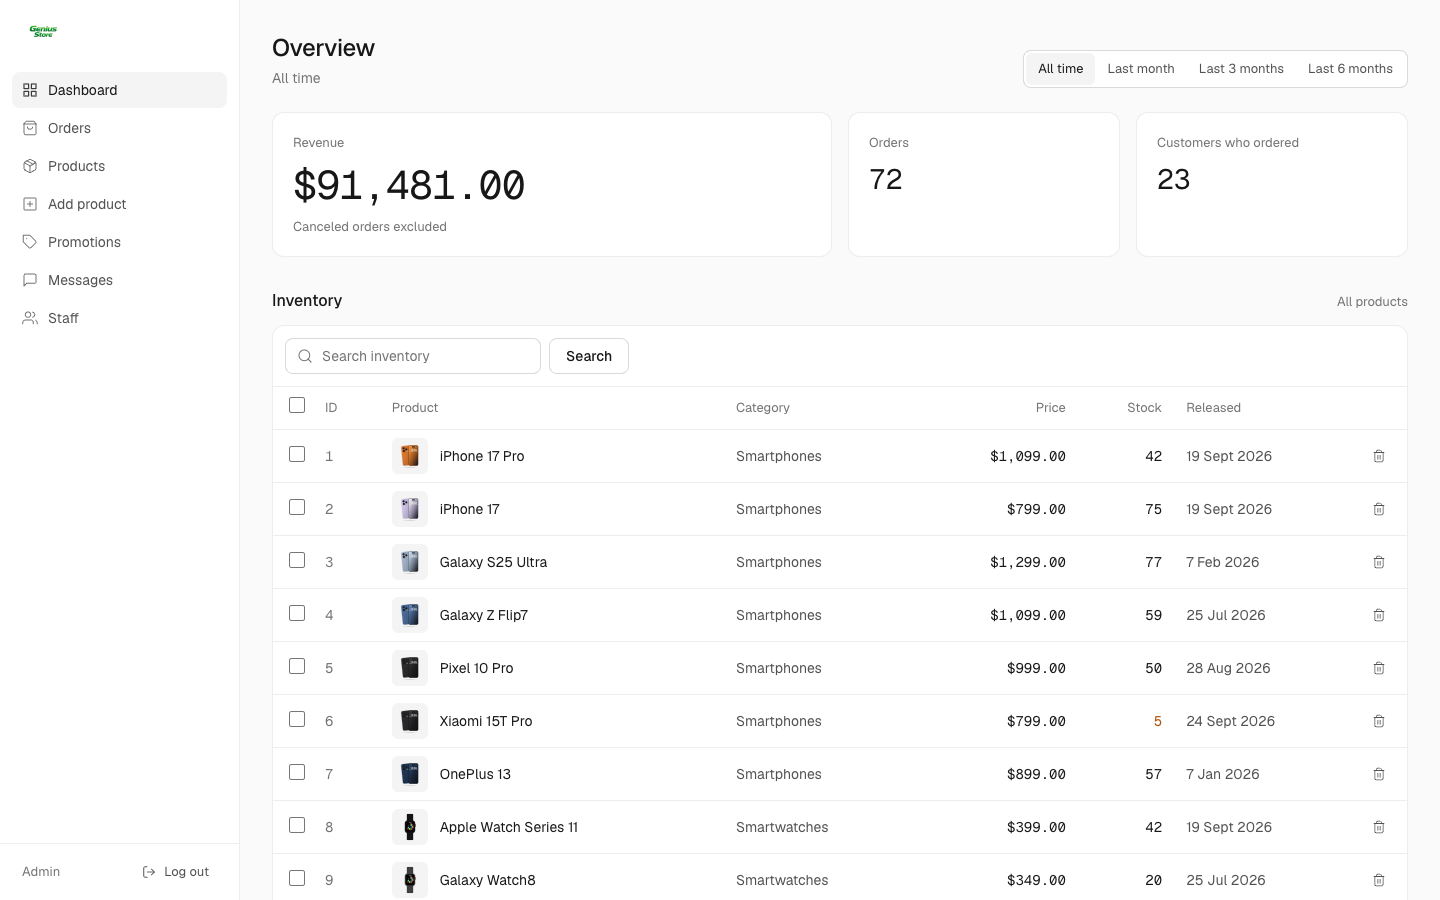 Genius
Store
Dashboard
Orders
Products
Add product
Promotions
Messages
Staff
Admin
Log out
Overview
All time
All time Last month Last 3 months Last 6 months
Revenue
$91,481.00
Canceled orders excluded
Orders
72
Customers who ordered
23
Inventory
All products
Search inventory
Search
ID Product Category Price Stock Released
1 iPhone 17 Pro Smartphones $1,099.00 42 19 Sept 2026
2 iPhone 17 Smartphones $799.00 75 19 Sept 2026
3 Galaxy S25 Ultra Smartphones $1,299.00 77 7 Feb 2026
4 Galaxy Z Flip7 Smartphones $1,099.00 59 25 Jul 2026
5 Pixel 10 Pro Smartphones $999.00 50 28 Aug 2026
6 Xiaomi 15T Pro Smartphones $799.00 5 24 Sept 2026
7 OnePlus 13 Smartphones $899.00 57 7 Jan 2026
8 Apple Watch Series 11 Smartwatches $399.00 42 19 Sept 2026
9 Galaxy Watch8 Smartwatches $349.00 20 25 Jul 2026